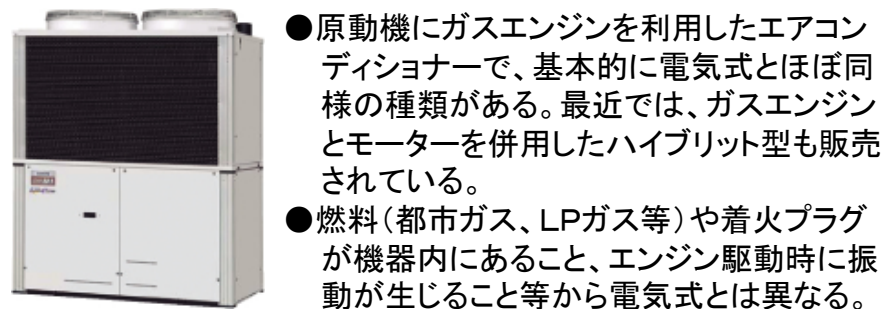 ●原動機にガスエンジンを利用したエアコン
ディショナーで、基本的に電気式とほぼ同
様の種類がある。最近では、ガスエンジン
とモーターを併用したハイブリット型も販売
されている。
●燃料(都市ガス、LPガス等)や着火プラグ
が機器内にあること、エンジン駆動時に振
動が生じること等から電気式とは異なる。